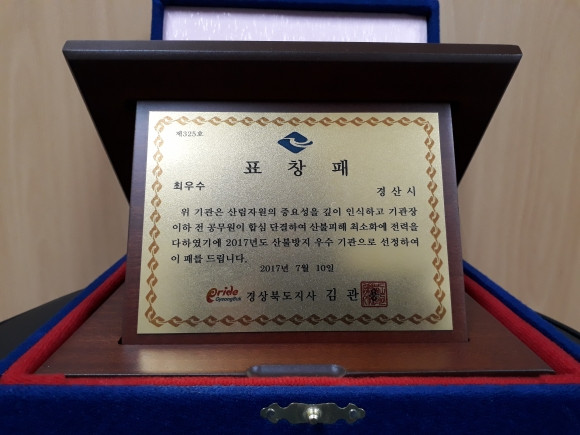 제325호
표 창 패
최우수
경 산 시
위 기관은 산림자원의 중요성을 깊이 인식하고 기관장
이하 전 공무원이 합심 단결하여 산불피해 최소화에 전력을
다하였기에 2017년도 산불방지 우수 기관으로 선정하여
이 패를 드립니다.
2017년 7월 10일
Pride GyeongBuk 경상북도지사 김 관